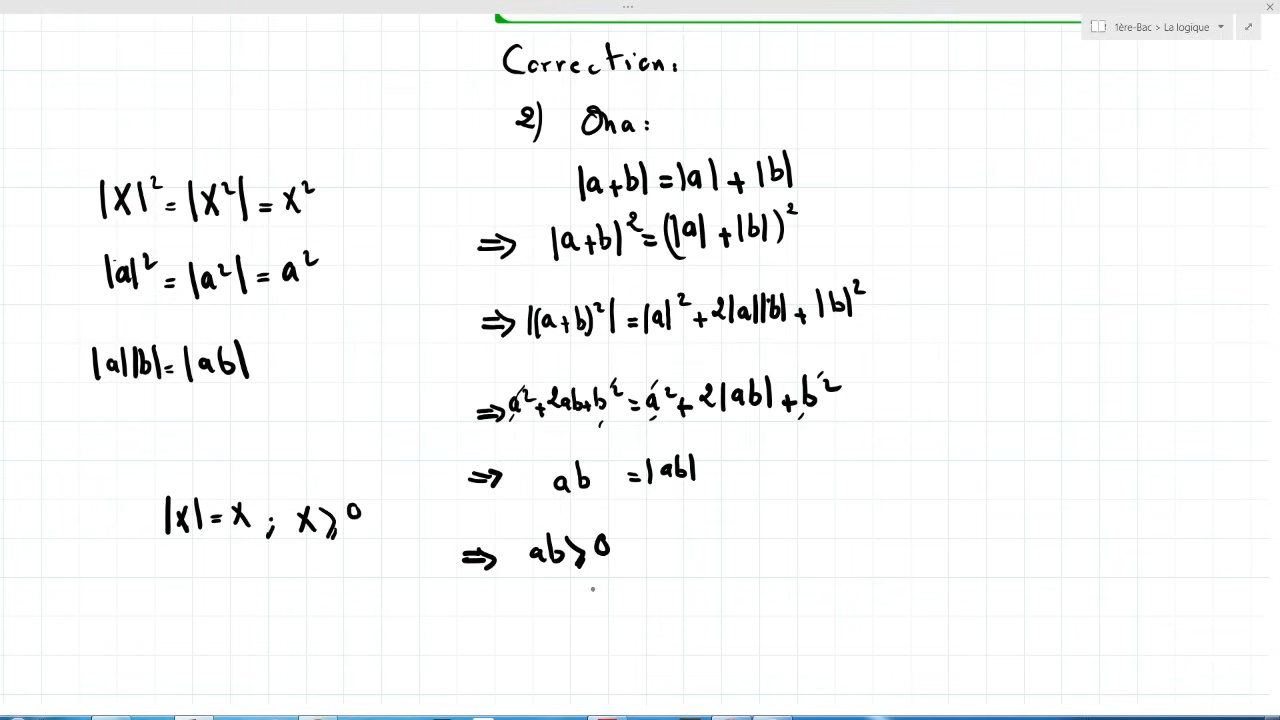 1ère-Bac > La logique
Correction:
2) On a:
|a+b| = |a| + |b|
⇒ |a+b|² = (|a| + |b|)²
⇒ |(a+b)²| = |a|² + 2|a||b| + |b|²
⇒ a² + 2ab + b² = a² + 2|ab| + b²
⇒ ab = |ab|
⇒ ab ⩾ 0
|X|² = |X²| = X²
|a|² = |a²| = a²
|a||b| = |ab|
|X| = X ; X ⩾ 0